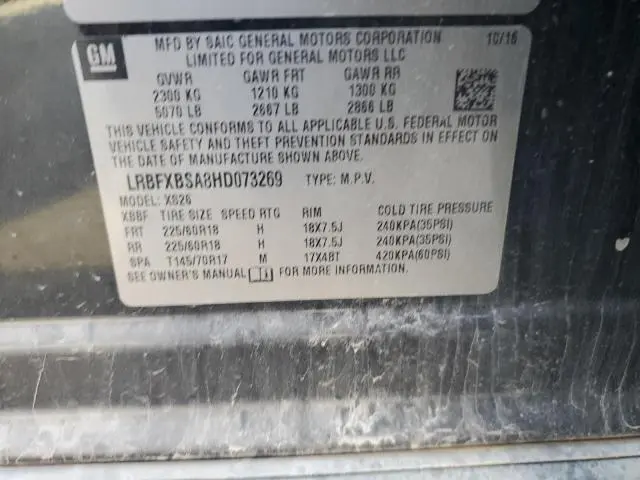 GM
MFD BY SAIC GENERAL MOTORS CORPORATION 10/16
LIMITED FOR GENERAL MOTORS LLC
GVWR GAWR FRT GAWR RR
2300 KG 1210 KG 1300 KG
5070 LB 2667 LB 2866 LB
THIS VEHICLE CONFORMS TO ALL APPLICABLE U.S. FEDERAL MOTOR
VEHICLE SAFETY AND THEFT PREVENTION STANDARDS IN EFFECT ON
THE DATE OF MANUFACTURE SHOWN ABOVE.
LRBFXBSA8HD073269 TYPE: M.P.V.
MODEL: XS26
XBBF TIRE SIZE SPEED RTG RIM COLD TIRE PRESSURE
FRT 225/60R18 H 18X7.5J 240KPA(35PSI)
RR 225/60R18 H 18X7.5J 240KPA(35PSI)
SPA T145/70R17 M 17X4BT 420KPA(60PSI)
SEE OWNER'S MANUAL FOR MORE INFORMATION.